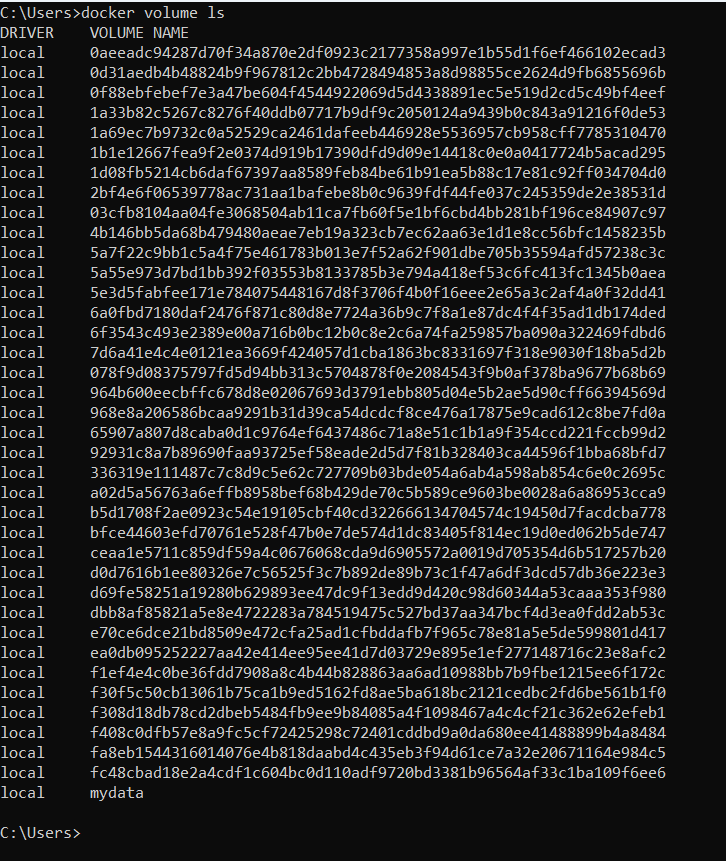 C:\Users>docker volume ls
DRIVER    VOLUME NAME
local     0aeeadc94287d70f34a870e2df0923c2177358a997e1b55d1f6ef466102ecad3
local     0d31aedb4b48824b9f967812c2bb4728494853a8d98855ce2624d9fb6855696b
local     0f88ebfebef7e3a47be604f4544922069d5d4338891ec5e519d2cd5c49bf4eef
local     1a33b82c5267c8276f40ddb07717b9df9c2050124a9439b0c843a91216f0de53
local     1a69ec7b9732c0a52529ca2461dafeeb446928e5536957cb958cff7785310470
local     1b1e12667fea9f2e0374d919b17390dfd9d09e14418c0e0a0417724b5acad295
local     1d08fb5214cb6daf67397aa8589feb84be61b91ea5b88c17e81c92ff034704d0
local     2bf4e6f06539778ac731aa1bafebe8b0c9639fdf44fe037c245359de2e38531d
local     03cfb8104aa04fe3068504ab11ca7fb60f5e1bf6cbd4bb281bf196ce84907c97
local     4b146bb5da68b479480aeae7eb19a323cb7ec62aa63e1d1e8cc56bfc1458235b
local     5a7f22c9bb1c5a4f75e461783b013e7f52a62f901dbe705b35594afd57238c3c
local     5a55e973d7bd1bb392f03553b8133785b3e794a418ef53c6fc413fc1345b0aea
local     5e3d5fabfee171e784075448167d8f3706f4b0f16eee2e65a3c2af4a0f32dd41
local     6a0fbd7180daf2476f871c80d8e7724a36b9c7f8a1e87dc4f4f35ad1db174ded
local     6f3543c493e2389e00a716b0bc12b0c8e2c6a74fa259857ba090a322469fdbd6
local     7d6a41e4c4e0121ea3669f424057d1cba1863bc8331697f318e9030f18ba5d2b
local     078f9d08375797fd5d94bb313c5704878f0e2084543f9b0af378ba9677b68b69
local     964b600eecbffc678d8e02067693d3791ebb805d04e5b2ae5d90cff66394569d
local     968e8a206586bcaa9291b31d39ca54dcdcf8ce476a17875e9cad612c8be7fd0a
local     65907a807d8caba0d1c9764ef6437486c71a8e51c1b1a9f354ccd221fccb99d2
local     92931c8a7b89690faa93725ef58eade2d5d7f81b328403ca44596f1bba68bfd7
local     336319e111487c7c8d9c5e62c727709b03bde054a6ab4a598ab854c6e0c2695c
local     a02d5a56763a6effb8958bef68b429de70c5b589ce9603be0028a6a86953cca9
local     b5d1708f2ae0923c54e19105cbf40cd322666134704574c19450d7facdcba778
local     bfce44603efd70761e528f47b0e7de574d1dc83405f814ec19d0ed062b5de747
local     ceaa1e5711c859df59a4c0676068cda9d6905572a0019d705354d6b517257b20
local     d0d7616b1ee80326e7c56525f3c7b892de89b73c1f47a6df3dcd57db36e223e3
local     d69fe58251a19280b629893ee47dc9f13edd9d420c98d60344a53caaa353f980
local     dbb8af85821a5e8e4722283a784519475c527bd37aa347bcf4d3ea0fdd2ab53c
local     e70ce6dce21bd8509e472cfa25ad1cfbddafb7f965c78e81a5e5de599801d417
local     ea0db095252227aa42e414ee95ee41d7d03729e895e1ef277148716c23e8afc2
local     f1ef4e4c0be36fdd7908a8c4b44b828863aa6ad10988bb7b9fbe1215ee6f172c
local     f30f5c50cb13061b75ca1b9ed5162fd8ae5ba618bc2121cedbc2fd6be561b1f0
local     f308d18db78cd2dbeb5484fb9ee9b84085a4f1098467a4c4cf21c362e62efeb1
local     f408c0dfb57e8a9fc5cf72425298c72401cddbd9a0da680ee41488899b4a8484
local     fa8eb1544316014076e4b818daabd4c435eb3f94d61ce7a32e20671164e984c5
local     fc48cbad18e2a4cdf1c604bc0d110adf9720bd3381b96564af33c1ba109f6ee6
local     mydata
C:\Users>